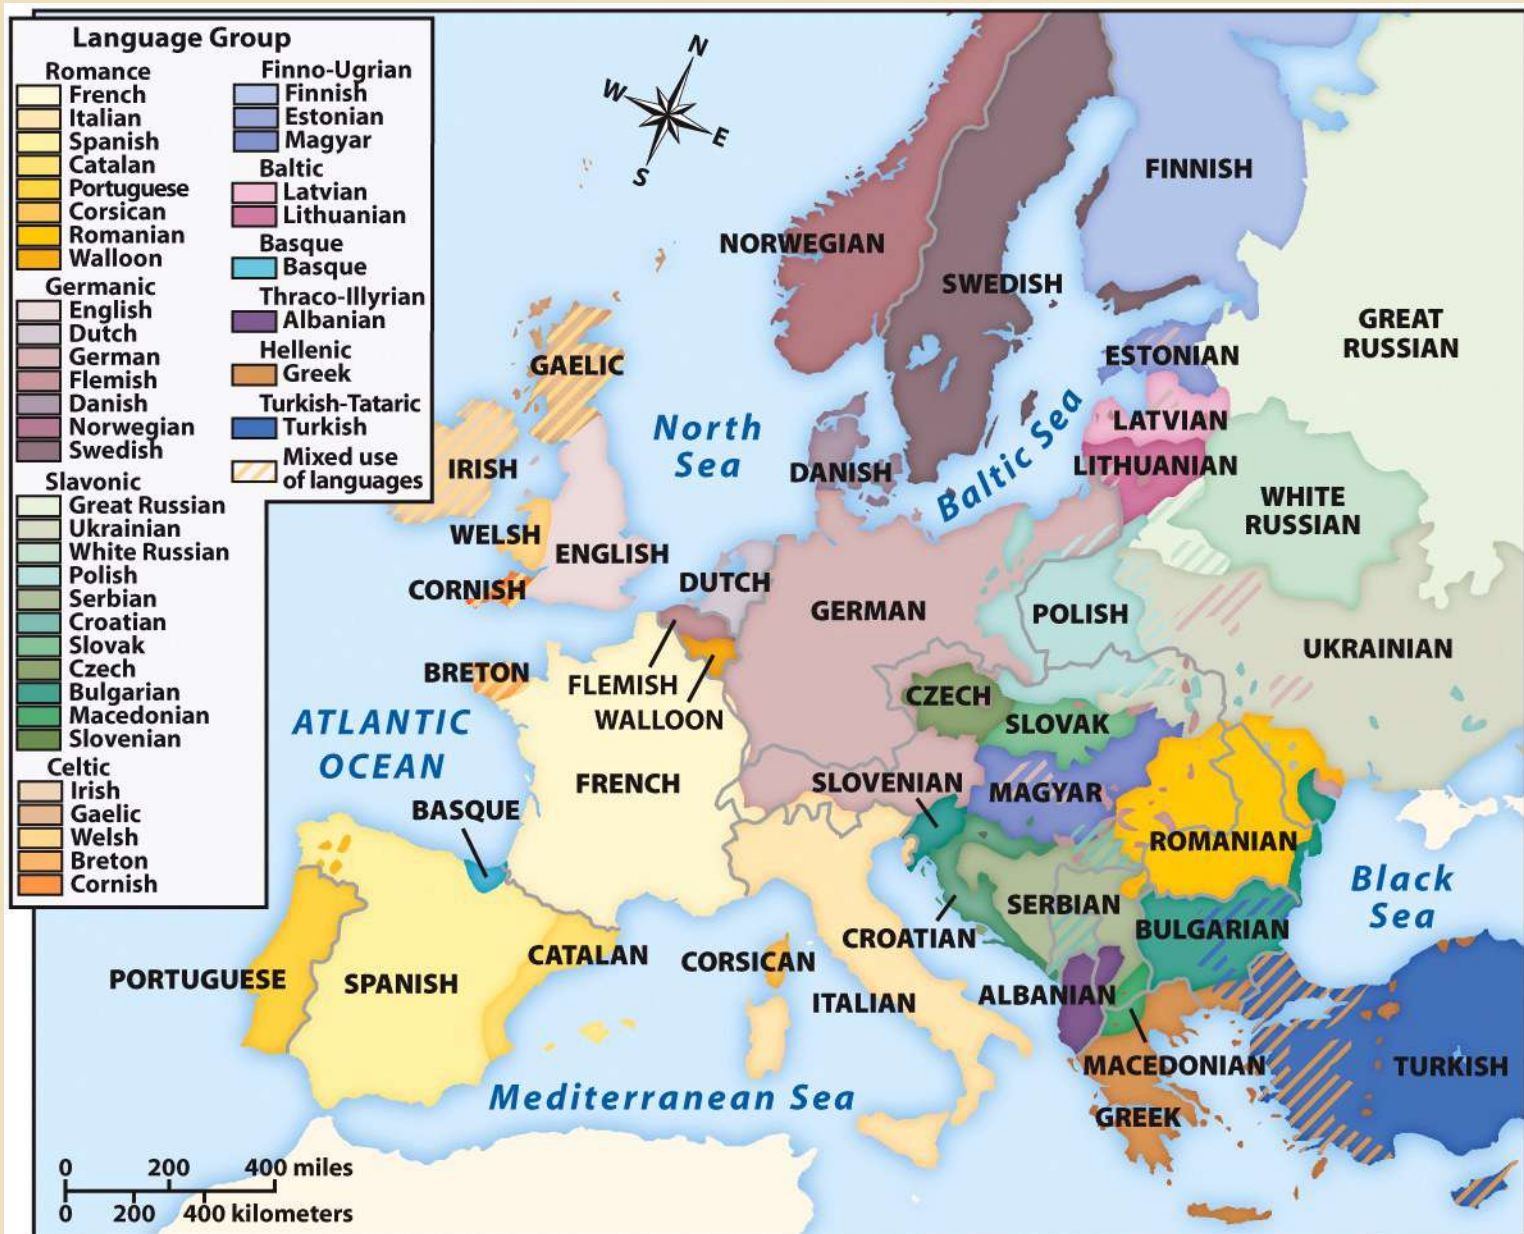 Language Group
Romance
French
Italian
Spanish
Catalan
Portuguese
Corsican
Romanian
Walloon
Germanic
English
Dutch
German
Flemish
Danish
Norwegian
Swedish
Slavonic
Great Russian
Ukrainian
White Russian
Polish
Serbian
Croatian
Slovak
Czech
Bulgarian
Macedonian
Slovenian
Celtic
Irish
Gaelic
Welsh
Breton
Cornish
Finno-Ugrian
Finnish
Estonian
Magyar
Baltic
Latvian
Lithuanian
Basque
Basque
Thraco-Illyrian
Albanian
Hellenic
Greek
Turkish-Tataric
Turkish
Mixed use
of languages
N
W
E
S
FINNISH
NORWEGIAN
SWEDISH
GREAT
RUSSIAN
ESTONIAN
GAELIC
LATVIAN
North
Sea
Baltic Sea
IRISH
DANISH
LITHUANIAN
WHITE
RUSSIAN
WELSH
ENGLISH
CORNISH
DUTCH
GERMAN
POLISH
UKRAINIAN
BRETON
FLEMISH
WALLOON
CZECH
SLOVAK
ATLANTIC
OCEAN
FRENCH
SLOVENIAN
MAGYAR
BASQUE
ROMANIAN
Black
Sea
SERBIAN
CROATIAN
BULGARIAN
CATALAN
CORSICAN
PORTUGUESE
SPANISH
ITALIAN
ALBANIAN
MACEDONIAN
TURKISH
Mediterranean Sea
GREEK
0 200 400 miles
0 200 400 kilometers